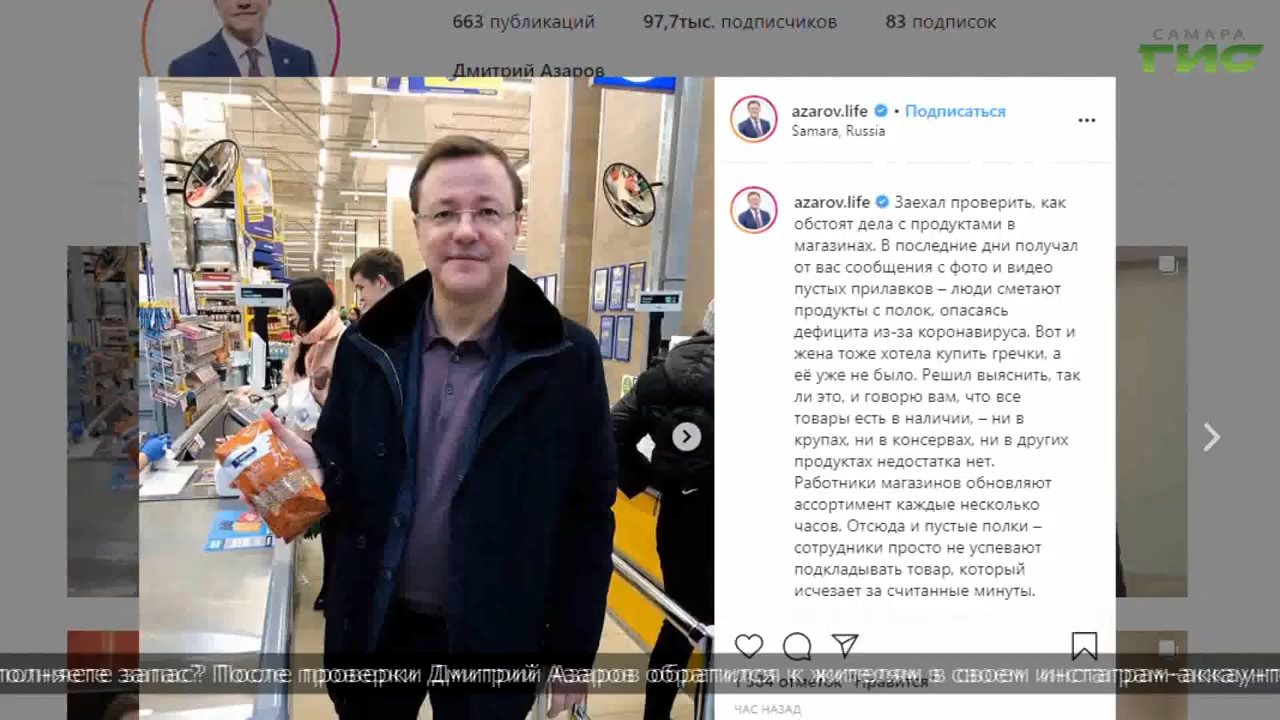 663 публикаций 97,7тыс. подписчиков 83 подписок
САМАРА
ГИС
Дмитрий Азаров
azarov.life • Подписаться
Samara, Russia
azarov.life Заехал проверить, как
обстоят дела с продуктами в
магазинах. В последние дни получал
от вас сообщения с фото и видео
пустых прилавков – люди сметают
продукты с полок, опасаясь
дефицита из-за коронавируса. Вот и
жена тоже хотела купить гречки, а
её уже не было. Решил выяснить, так
ли это, и говорю вам, что все
товары есть в наличии, – ни в
крупах, ни в консервах, ни в других
продуктах недостатка нет.
Работники магазинов обновляют
ассортимент каждые несколько
часов. Отсюда и пустые полки –
сотрудники просто не успевают
подкладывать товар, который
исчезает за считанные минуты.
полняете запас? После проверки Дмитрий Азаров обратился к жителям в своем инстаграм-аккаунт
отметок "Нравится"
ЧАС НАЗАД